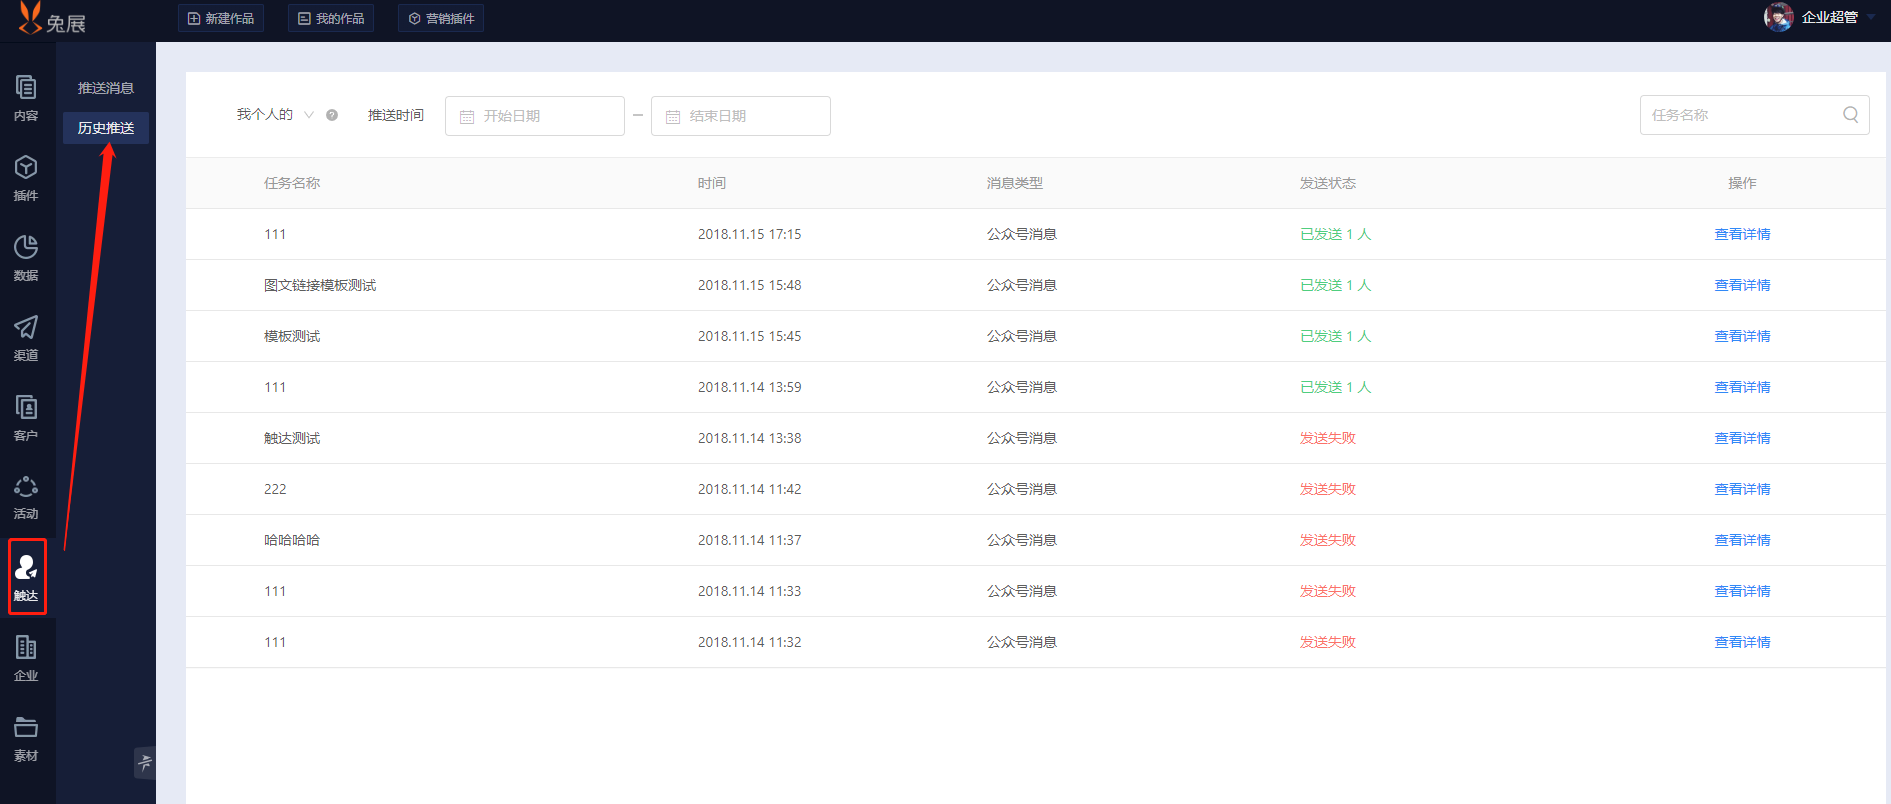 兔展
新建作品
我的作品
营销插件
企业超管
内容
插件
数据
渠道
客户
活动
触达
企业
素材
推送消息
历史推送
我个人的 推送时间 开始日期 – 结束日期 任务名称
任务名称 时间 消息类型 发送状态 操作
111 2018.11.15 17:15 公众号消息 已发送 1 人 查看详情
图文链接模板测试 2018.11.15 15:48 公众号消息 已发送 1 人 查看详情
模板测试 2018.11.15 15:45 公众号消息 已发送 1 人 查看详情
111 2018.11.14 13:59 公众号消息 已发送 1 人 查看详情
触达测试 2018.11.14 13:38 公众号消息 发送失败 查看详情
222 2018.11.14 11:42 公众号消息 发送失败 查看详情
哈哈哈哈 2018.11.14 11:37 公众号消息 发送失败 查看详情
111 2018.11.14 11:33 公众号消息 发送失败 查看详情
111 2018.11.14 11:32 公众号消息 发送失败 查看详情